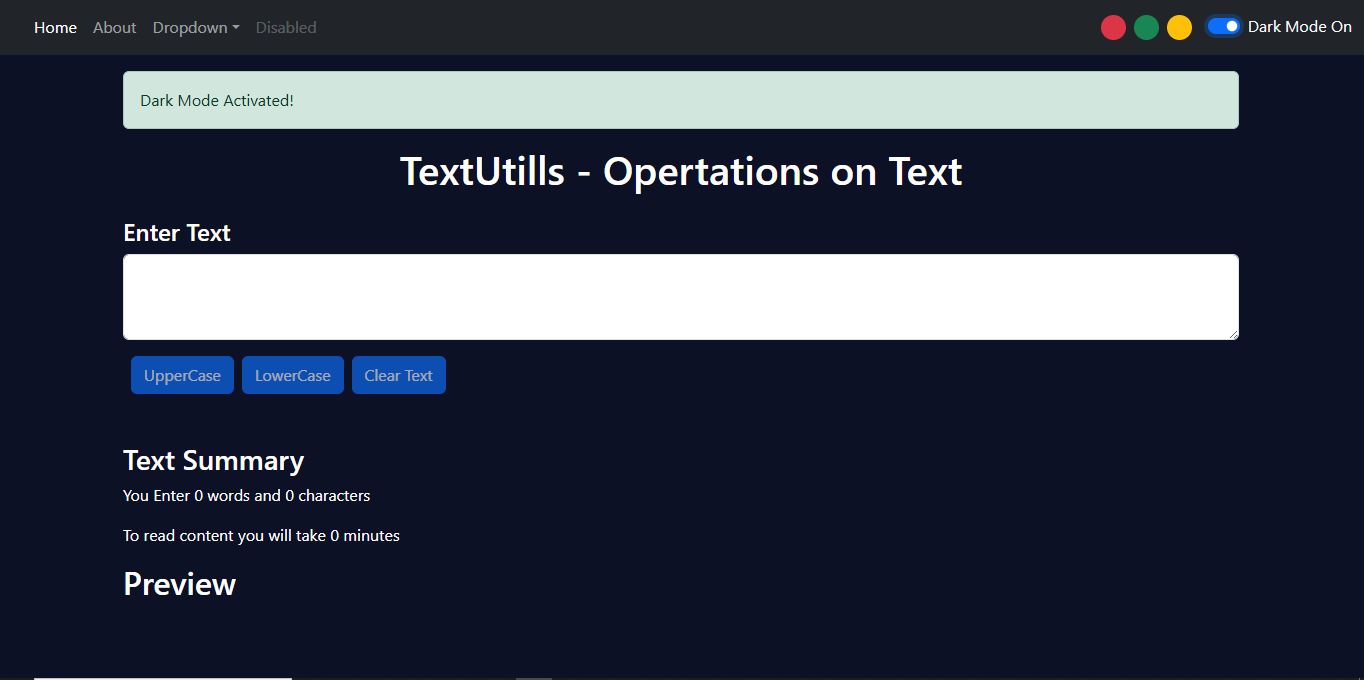 Home About Dropdown Disabled Dark Mode On
Dark Mode Activated!
TextUtills - Opertations on Text
Enter Text
UpperCase LowerCase Clear Text
Text Summary
You Enter 0 words and 0 characters
To read content you will take 0 minutes
Preview